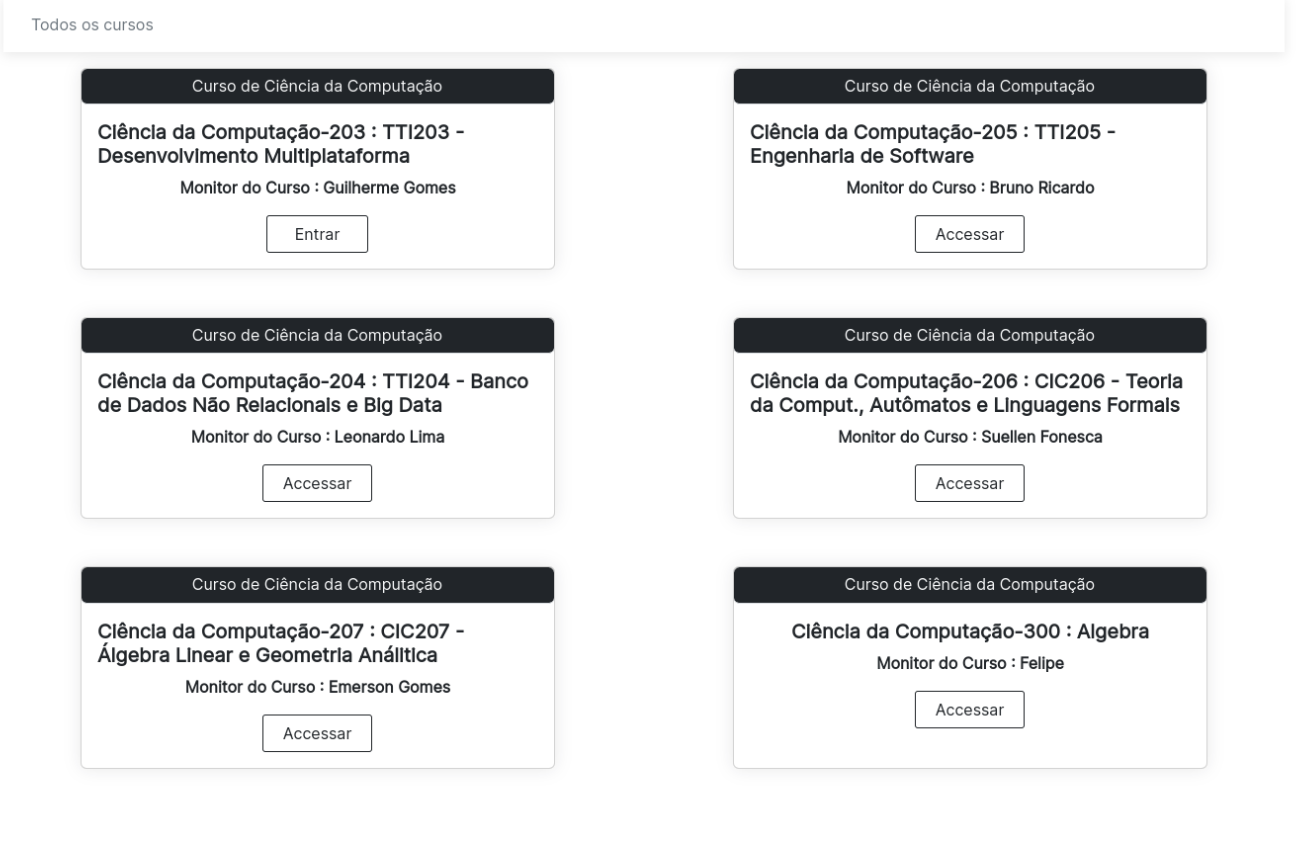 Todos os cursos
Curso de Ciência da Computação
Ciência da Computação-203 : TTI203 -
Desenvolvimento Multiplataforma
Monitor do Curso : Guilherme Gomes
Entrar
Curso de Ciência da Computação
Ciência da Computação-205 : TTI205 -
Engenharia de Software
Monitor do Curso : Bruno Ricardo
Accessar
Curso de Ciência da Computação
Ciência da Computação-204 : TTI204 - Banco
de Dados Não Relacionais e Big Data
Monitor do Curso : Leonardo Lima
Accessar
Curso de Ciência da Computação
Ciência da Computação-206 : CIC206 - Teoria
da Comput., Autômatos e Linguagens Formais
Monitor do Curso : Suellen Fonesca
Accessar
Curso de Ciência da Computação
Ciência da Computação-207 : CIC207 -
Álgebra Linear e Geometria Análitica
Monitor do Curso : Emerson Gomes
Accessar
Curso de Ciência da Computação
Ciência da Computação-300 : Algebra
Monitor do Curso : Felipe
Accessar